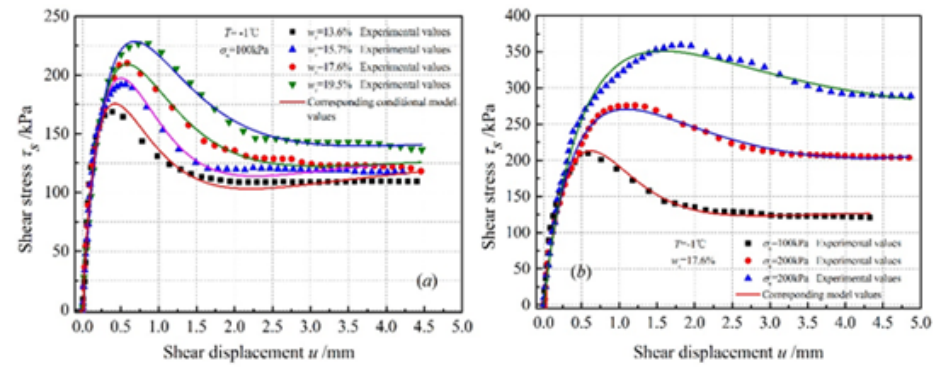 250
200
150
100
50
0
Shear stress τs /kPa
T= -1℃
σn=100kPa
w =13.6% Experimental values
w =15.7% Experimental values
w =17.6% Experimental values
w =19.5% Experimental values
Corresponding conditional model
values
(a)
0.0 0.5 1.0 1.5 2.0 2.5 3.0 3.5 4.0 4.5 5.0
Shear displacement u /mm
400
350
300
250
200
150
100
50
0
Shear stress τs /kPa
(b)
T=-1℃
w =17.6%
σn=100kPa Experimental values
σn=200kPa Experimental values
σn=200kPa Experimental values
Corresponding model values
0.0 0.5 1.0 1.5 2.0 2.5 3.0 3.5 4.0 4.5 5.0
Shear displacement u /mm